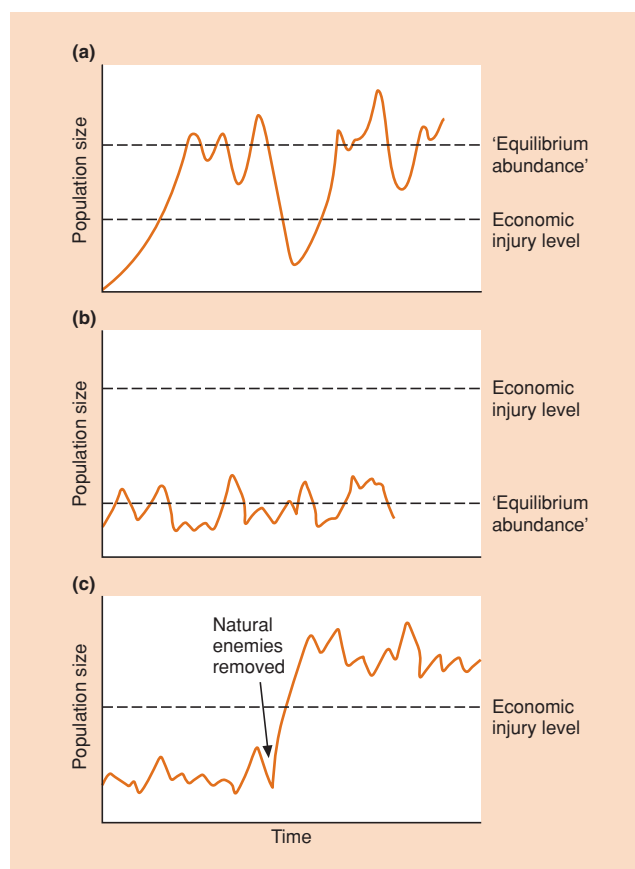 (a)
Population size
'Equilibrium
abundance'
Economic
injury level
(b)
Population size
Economic
injury level
'Equilibrium
abundance'
(c)
Population size
Natural
enemies
removed
Economic
injury level
Time